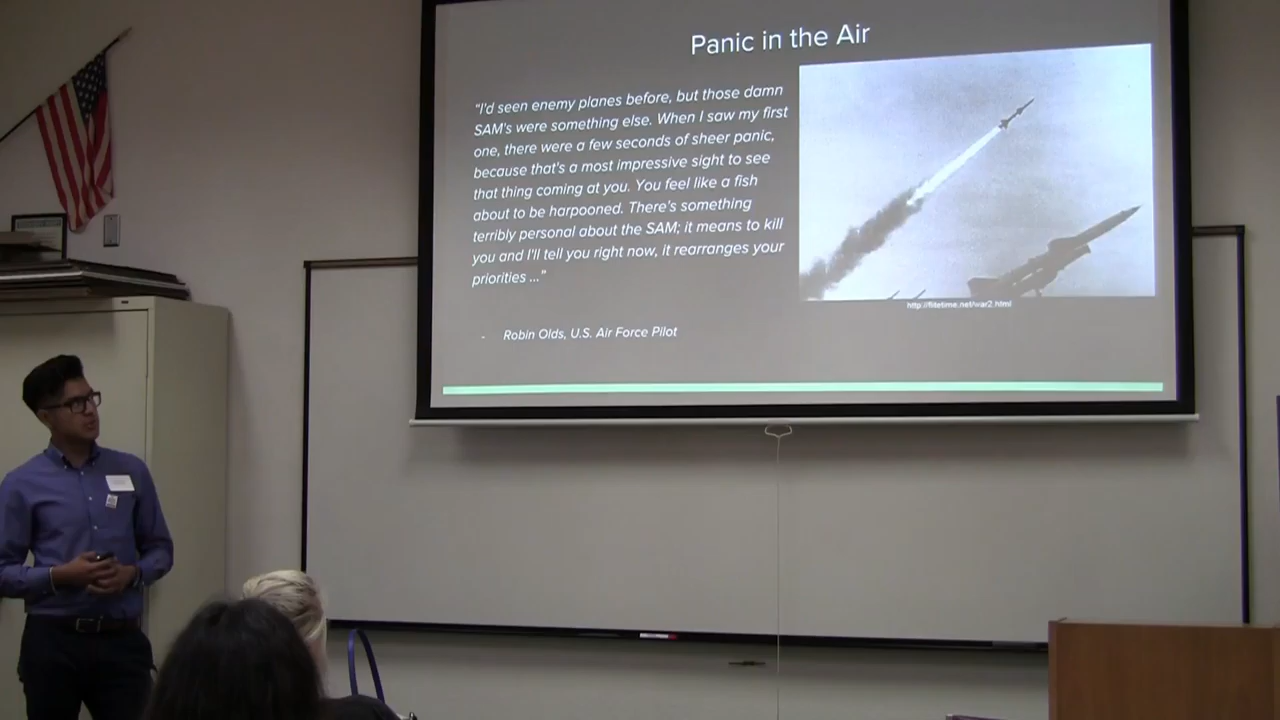 Panic in the Air
"I'd seen enemy planes before, but those damn
SAM's were something else. When I saw my first
one, there were a few seconds of sheer panic,
because that's a most impressive sight to see
that thing coming at you. You feel like a fish
about to be harpooned. There's something
terribly personal about the SAM; it means to kill
you and I'll tell you right now, it rearranges your
priorities ..."
http://flitetime.net/war2.html
- Robin Olds, U.S. Air Force Pilot